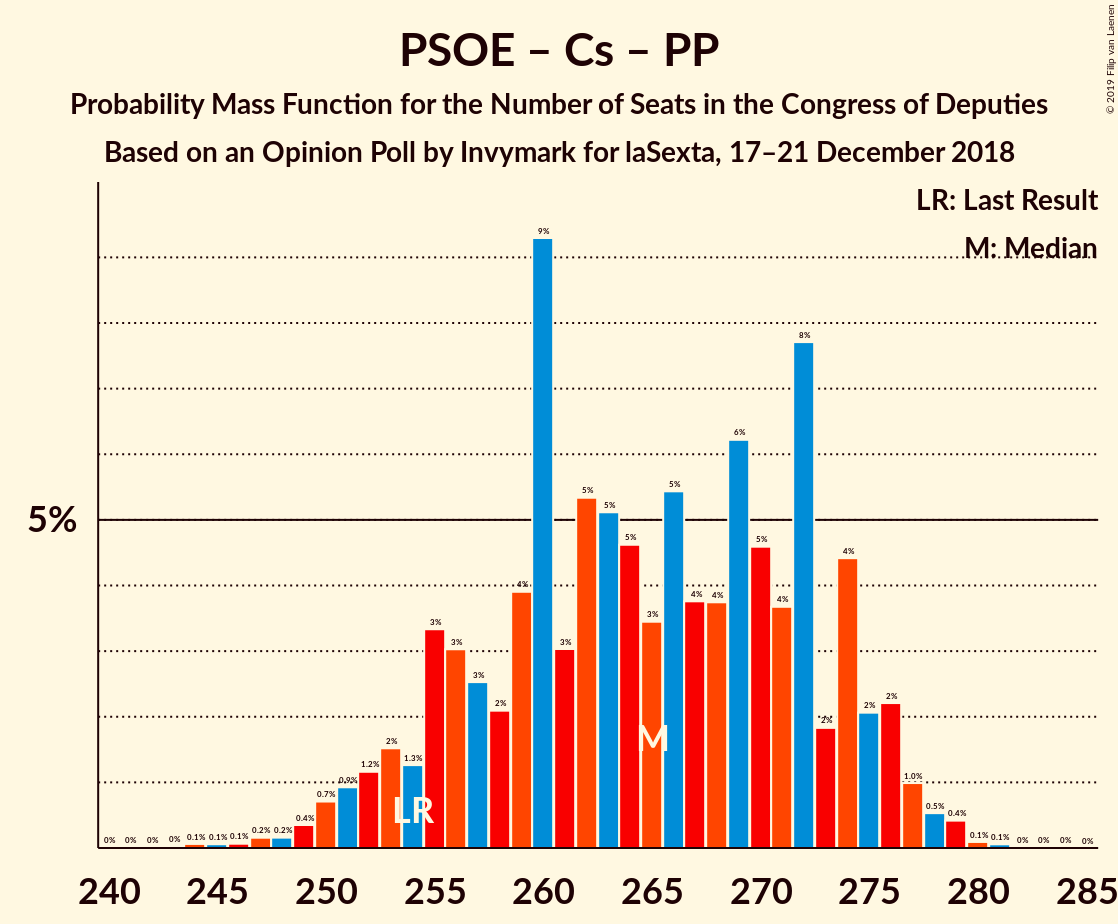 PSOE – Cs – PP
Probability Mass Function for the Number of Seats in the Congress of Deputies
Based on an Opinion Poll by Invymark for laSexta, 17–21 December 2018
© 2019 Filip van Laenen
LR: Last Result
M: Median
5%
0% 0% 0% 0% 0.1% 0.1% 0.1% 0.2% 0.2% 0.4% 0.7% 0.9% 1.2% 2% 1.3% 3% 3% 3% 2% 4% 9% 3% 5% 5% 5% 3% 5% 4% 4% 6% 5% 4% 8% 2% 4% 2% 2% 1.0% 0.5% 0.4% 0.1% 0.1% 0% 0% 0% 0%
M
LR
240 245 250 255 260 265 270 275 280 285